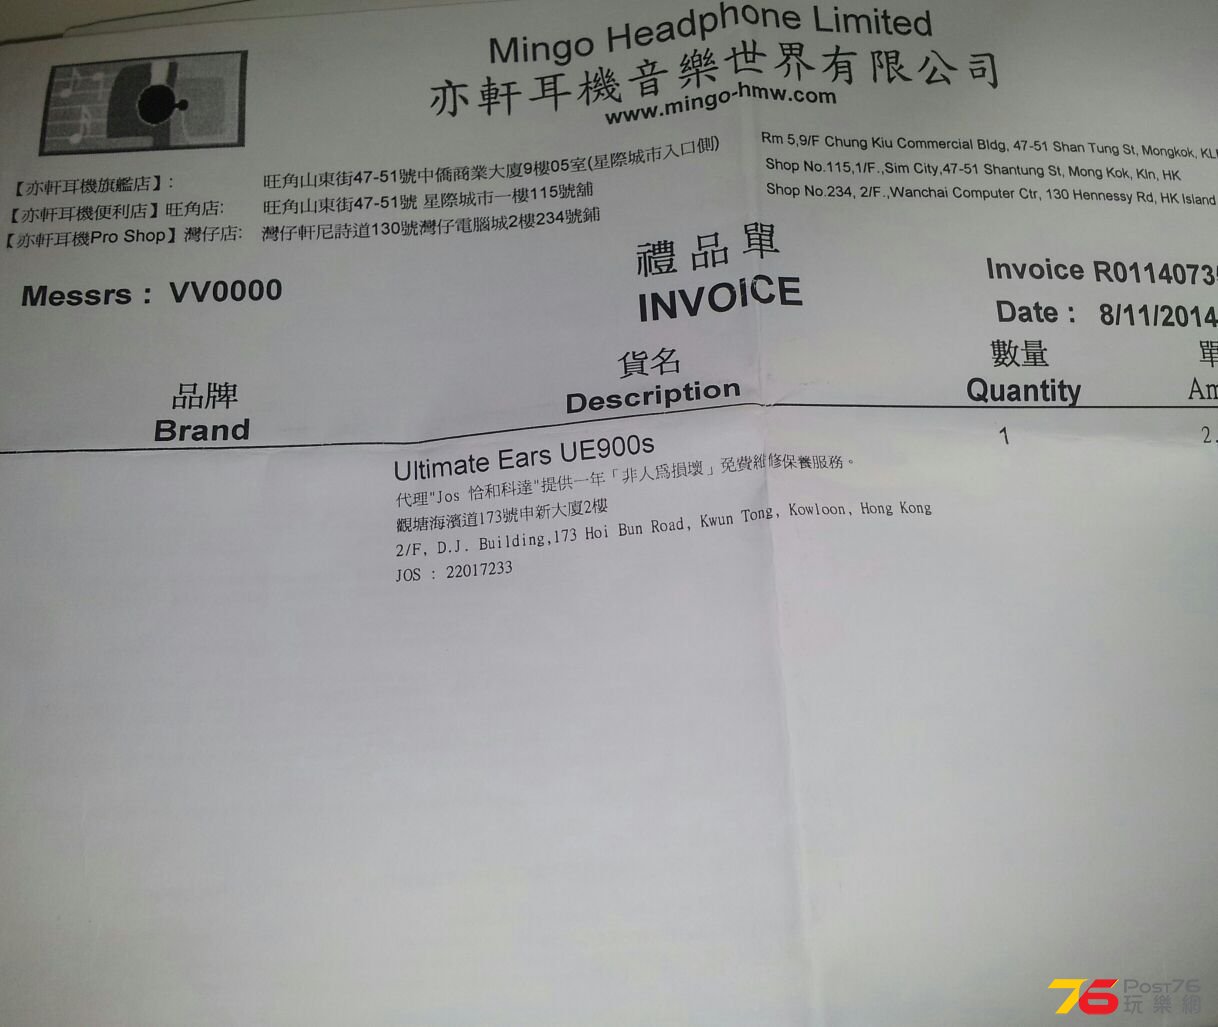 Mingo Headphone Limited
亦軒耳機音樂世界有限公司
www.mingo-hmw.com
【亦軒耳機旗艦店】: 旺角山東街47-51號中僑商業大廈9樓05室(星際城市入口側)
【亦軒耳機便利店】旺角店: 旺角山東街47-51號 星際城市一樓115號舖
【亦軒耳機Pro Shop】灣仔店: 灣仔軒尼詩道130號灣仔電腦城2樓234號鋪
Rm 5,9/F Chung Kiu Commercial Bldg, 47-51 Shan Tung St, Mongkok, KL
Shop No.115,1/F.,Sim City,47-51 Shantung St, Mong Kok, Kln, HK
Shop No.234, 2/F.,Wanchai Computer Ctr, 130 Hennessy Rd, HK Island
禮品單
INVOICE
Messrs : VV0000
Invoice R01140735
Date : 8/11/2014
品牌 貨名 數量 單
Brand Description Quantity Am
Ultimate Ears UE900s 1 2.
代理"Jos 恰和科達"提供一年「非人為損壞」免費維修保養服務。
觀塘海濱道173號申新大廈2樓
2/F, D.J. Building,173 Hoi Bun Road, Kwun Tong, Kowloon, Hong Kong
JOS : 22017233
76 Post76
玩樂網